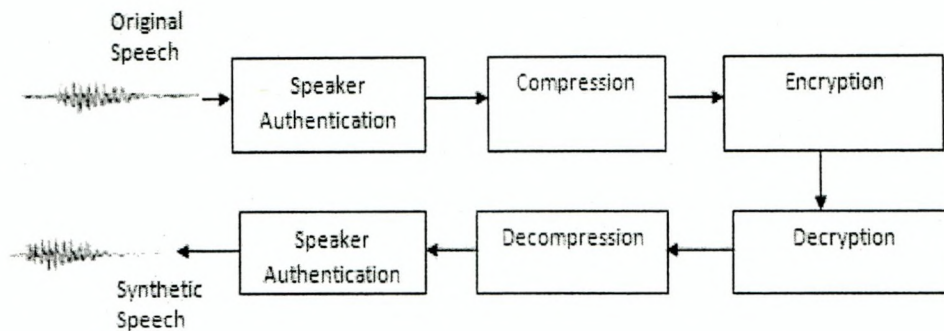 Original
Speech
Speaker
Authentication
Compression
Encryption
Decryption
Decompression
Speaker
Authentication
Synthetic
Speech